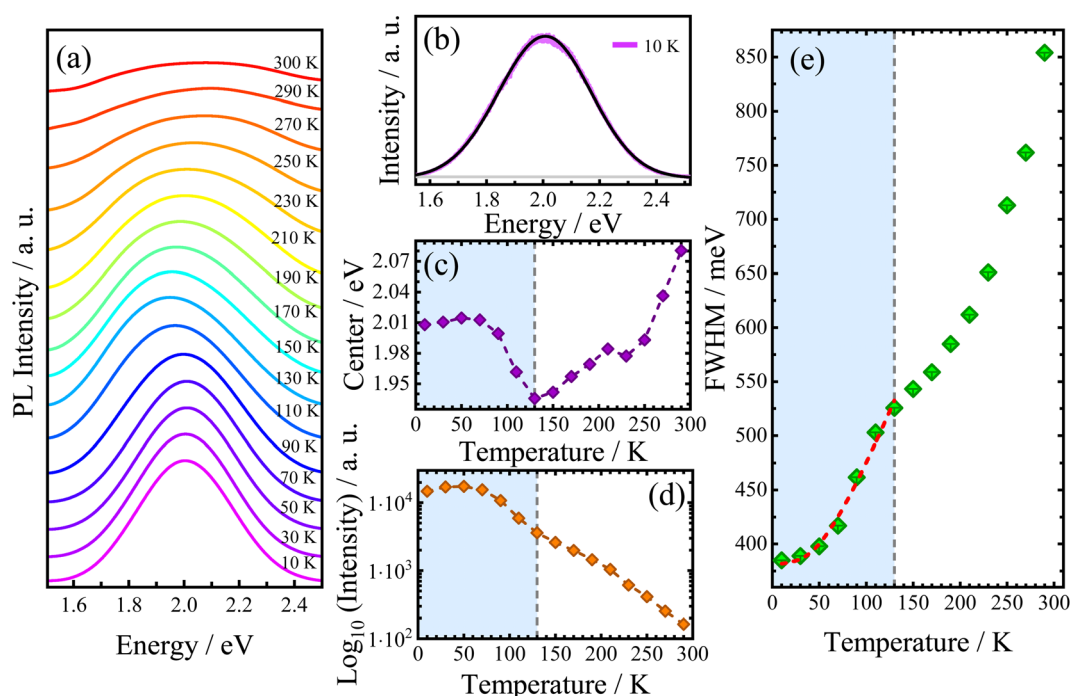 (a)
300 K
290 K
270 K
250 K
230 K
210 K
190 K
170 K
150 K
130 K
110 K
90 K
70 K
50 K
30 K
10 K
PL Intensity / a. u.
1.6 2.0 2.4
Energy / eV
(b)
10 K
Intensity / a. u.
1.6 1.8 2.0 2.2 2.4
Energy / eV
(c)
2.07
2.04
2.01
1.98
1.95
Center / eV
0 50 100 150 200 250 300
Temperature / K
(d)
1·10⁴
1·10³
1·10²
Log₁₀ (Intensity) / a. u.
0 50 100 150 200 250 300
Temperature / K
(e)
850
800
750
700
650
600
550
500
450
400
FWHM / meV
0 50 100 150 200 250 300
Temperature / K